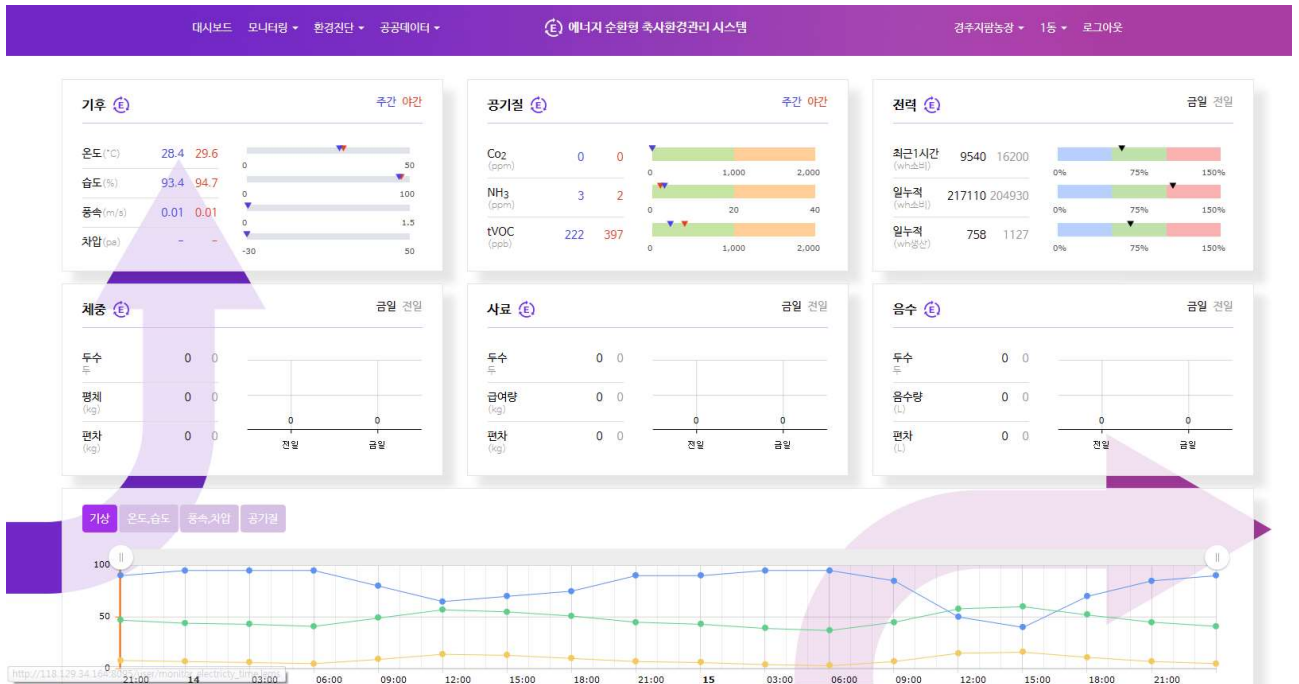 대시보드 모니터링 환경진단 공공데이터 에너지 순환형 축사환경관리 시스템 경주지팜농장 1동 로그아웃
기후 주간 야간
온도(°C) 28.4 29.6
0 50
습도(%) 93.4 94.7
0 100
풍속(m/s) 0.01 0.01
0 1.5
차압(pa) - -
-30 50
공기질 주간 야간
Co2 0 0
(ppm)
0 1,000 2,000
NH3 3 2
(ppm)
0 20 40
tVOC 222 397
(ppb)
0 1,000 2,000
전력 금일 전일
최근1시간 9540 16200
(wh소비)
0% 75% 150%
일누적 217110 204930
(wh소비)
0% 75% 150%
일누적 758 1127
(wh생산)
0% 75% 150%
체중 금일 전일
두수 0 0
두
평체 0 0
(kg)
편차 0 0
(kg)
0 0
전일 금일
사료 금일 전일
두수 0 0
두
급여량 0 0
(kg)
편차 0 0
(kg)
0 0
전일 금일
음수 금일 전일
두수 0 0
두
음수량 0 0
(L)
편차 0 0
(L)
0 0
전일 금일
기상 온도,습도 풍속,차압 공기질
100
50
0
21:00 14 03:00 06:00 09:00 12:00 15:00 18:00 21:00 15 03:00 06:00 09:00 12:00 15:00 18:00 21:00